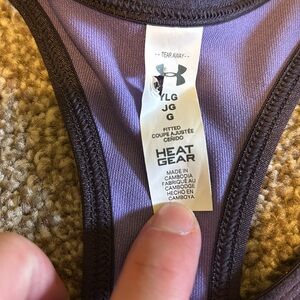 -- TEAR AWAY --
YLG
JG
G
FITTED
COUPE AJUSTÉE
CEÑIDO
HEAT
GEAR
MADE IN
CAMBODIA
FABRIQUÉ AU
CAMBODGE
HECHO EN
CAMBOYA